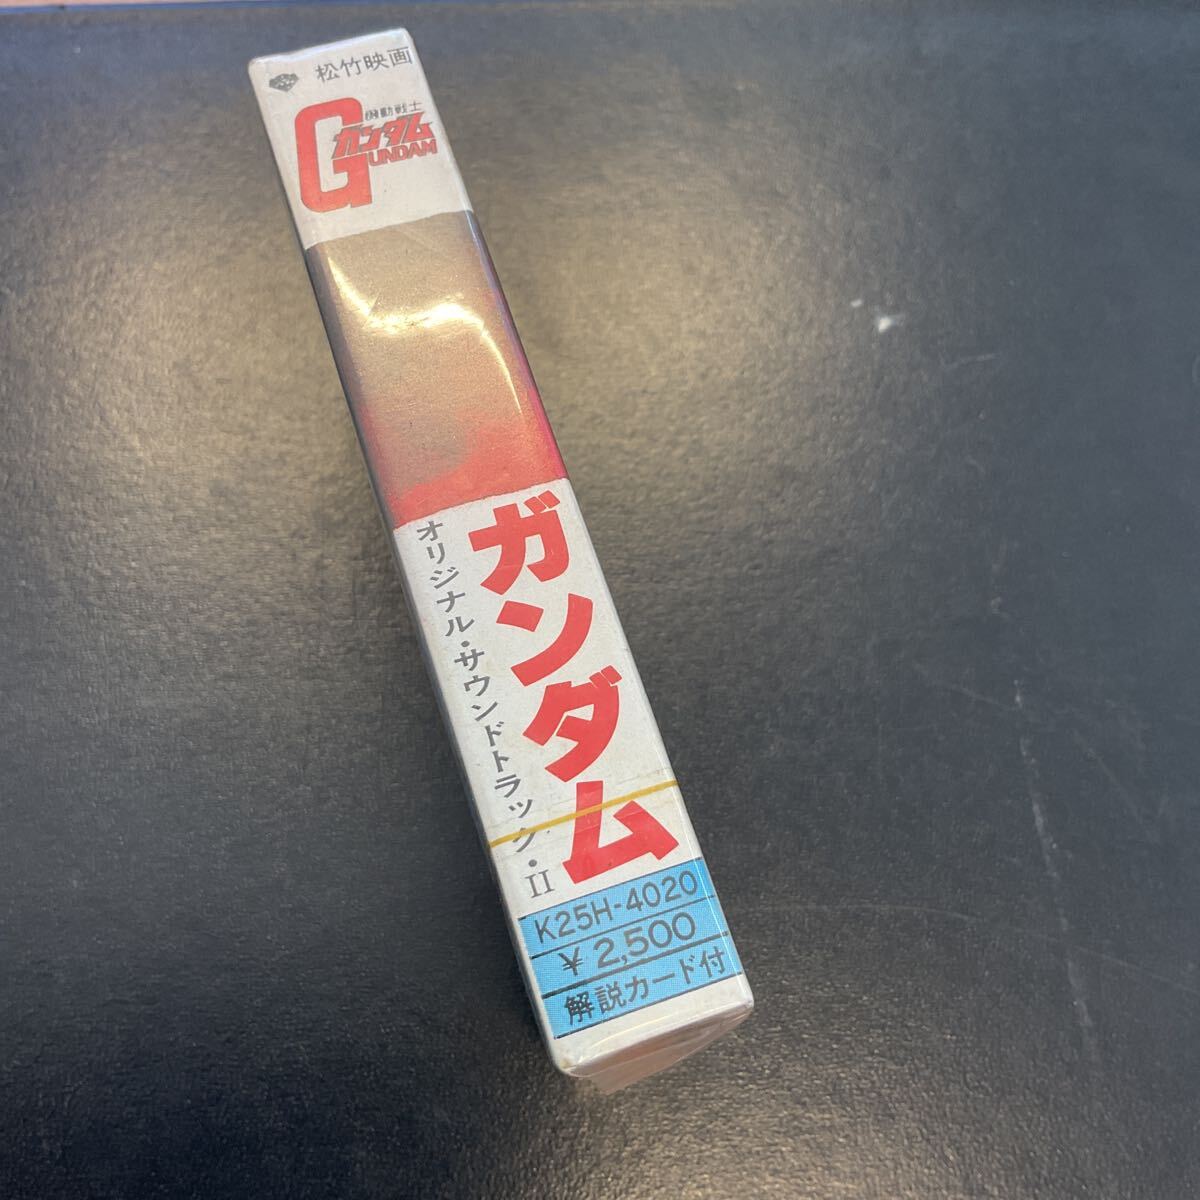 松竹映画
機動戦士
ガンダム
GUNDAM
ガンダム
オリジナル・サウンドトラック・II
K25H-4020
¥2,500
解説カード付